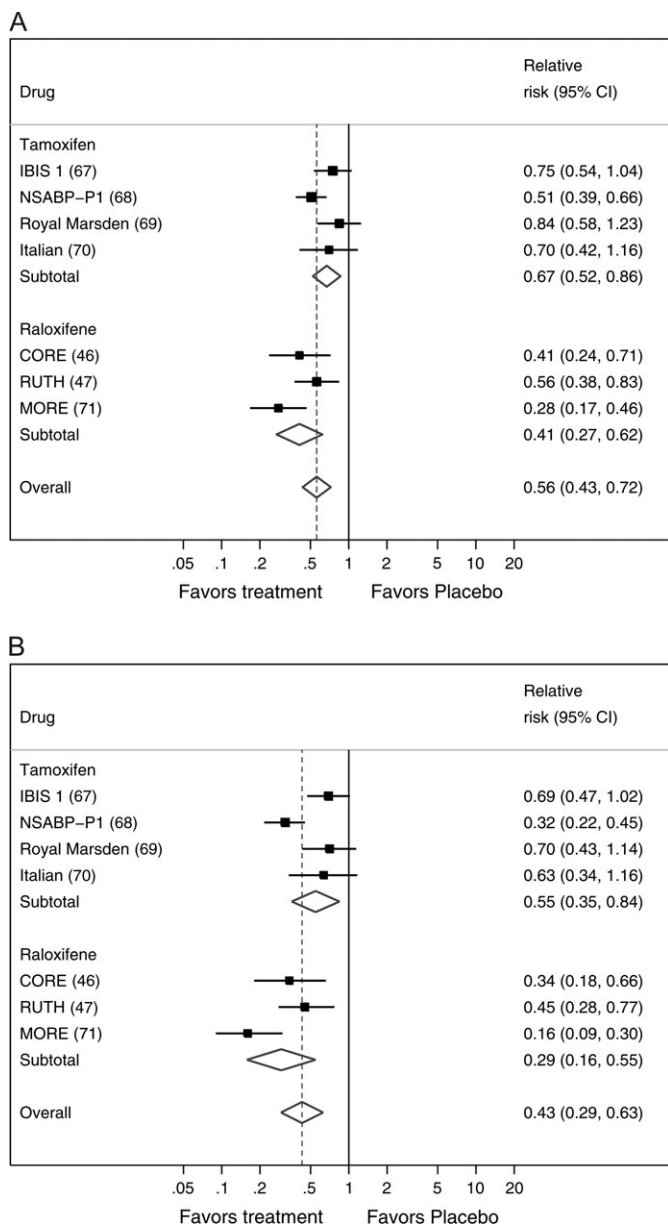 A
Relative
Drug risk (95% CI)
Tamoxifen
IBIS 1 (67) 0.75 (0.54, 1.04)
NSABP−P1 (68) 0.51 (0.39, 0.66)
Royal Marsden (69) 0.84 (0.58, 1.23)
Italian (70) 0.70 (0.42, 1.16)
Subtotal 0.67 (0.52, 0.86)
Raloxifene
CORE (46) 0.41 (0.24, 0.71)
RUTH (47) 0.56 (0.38, 0.83)
MORE (71) 0.28 (0.17, 0.46)
Subtotal 0.41 (0.27, 0.62)
Overall 0.56 (0.43, 0.72)
.05 .1 .2 .5 1 2 5 10 20
Favors treatment Favors Placebo
B
Relative
Drug risk (95% CI)
Tamoxifen
IBIS 1 (67) 0.69 (0.47, 1.02)
NSABP−P1 (68) 0.32 (0.22, 0.45)
Royal Marsden (69) 0.70 (0.43, 1.14)
Italian (70) 0.63 (0.34, 1.16)
Subtotal 0.55 (0.35, 0.84)
Raloxifene
CORE (46) 0.34 (0.18, 0.66)
RUTH (47) 0.45 (0.28, 0.77)
MORE (71) 0.16 (0.09, 0.30)
Subtotal 0.29 (0.16, 0.55)
Overall 0.43 (0.29, 0.63)
.05 .1 .2 .5 1 2 5 10 20
Favors treatment Favors Placebo